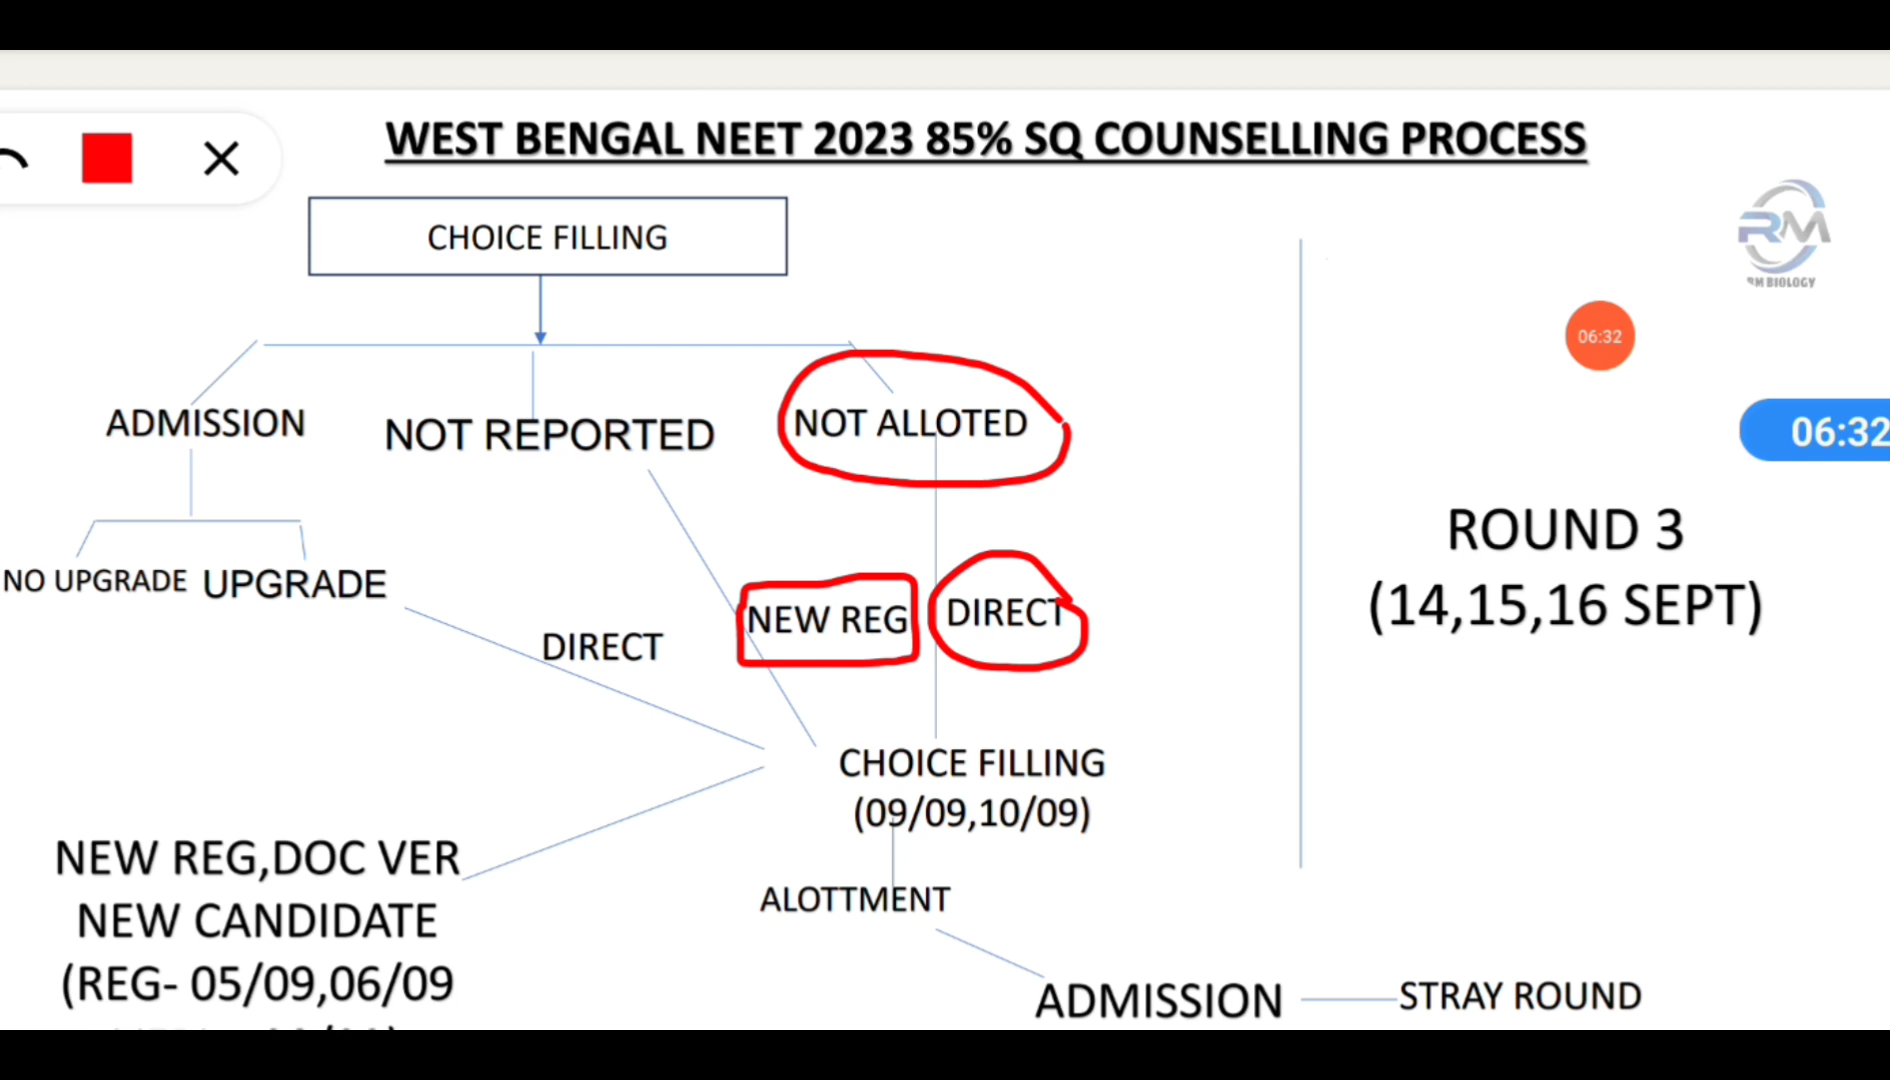 WEST BENGAL NEET 2023 85% SQ COUNSELLING PROCESS
CHOICE FILLING
RM
RM BIOLOGY
06:32
06:32
ADMISSION
NOT REPORTED
NOT ALLOTED
NO UPGRADE
UPGRADE
DIRECT
NEW REG
DIRECT
ROUND 3
(14,15,16 SEPT)
CHOICE FILLING
(09/09,10/09)
ALOTTMENT
NEW REG,DOC VER
NEW CANDIDATE
(REG- 05/09,06/09
ADMISSION
STRAY ROUND